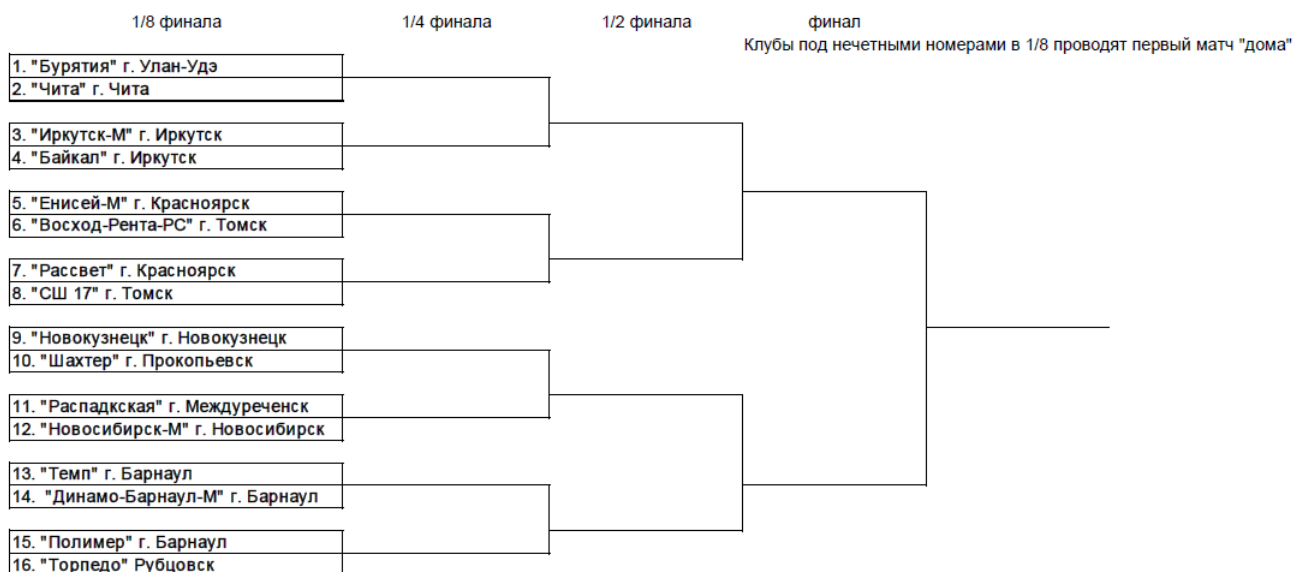 1/8 финала 1/4 финала 1/2 финала финал
Клубы под нечетными номерами в 1/8 проводят первый матч "дома"
1. "Бурятия" г. Улан-Удэ
2. "Чита" г. Чита
3. "Иркутск-М" г. Иркутск
4. "Байкал" г. Иркутск
5. "Енисей-М" г. Красноярск
6. "Восход-Рента-РС" г. Томск
7. "Рассвет" г. Красноярск
8. "СШ 17" г. Томск
9. "Новокузнецк" г. Новокузнецк
10. "Шахтер" г. Прокопьевск
11. "Распадкская" г. Междуреченск
12. "Новосибирск-М" г. Новосибирск
13. "Темп" г. Барнаул
14. "Динамо-Барнаул-М" г. Барнаул
15. "Полимер" г. Барнаул
16. "Торпедо" Рубцовск